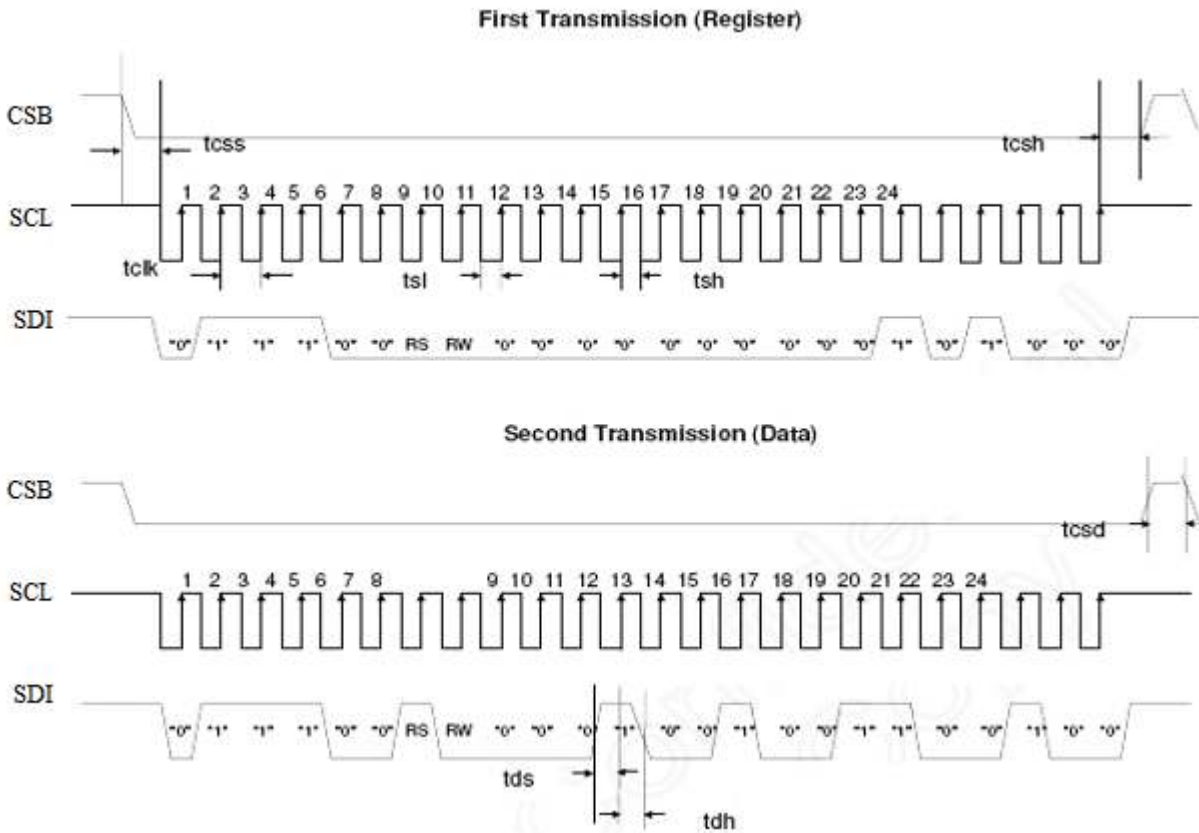 First Transmission (Register)
CSB
tcss
tcsh
1 2 3 4 5 6 7 8 9 10 11 12 13 14 15 16 17 18 19 20 21 22 23 24
SCL
tclk
tsl
tsh
SDI
"0" "1" "1" "1" "0" "0" RS RW "0" "0" "0" "0" "0" "0" "0" "0" "0" "0" "1" "0" "1" "0" "0" "0"
Second Transmission (Data)
CSB
tcsd
1 2 3 4 5 6 7 8 9 10 11 12 13 14 15 16 17 18 19 20 21 22 23 24
SCL
SDI
"0" "1" "1" "1" "0" "0" RS RW "0" "0" "0 "1" "0" "0" "1" "0" "0" "1" "1" "0" "0" "1" "0" "0"
tds
tdh